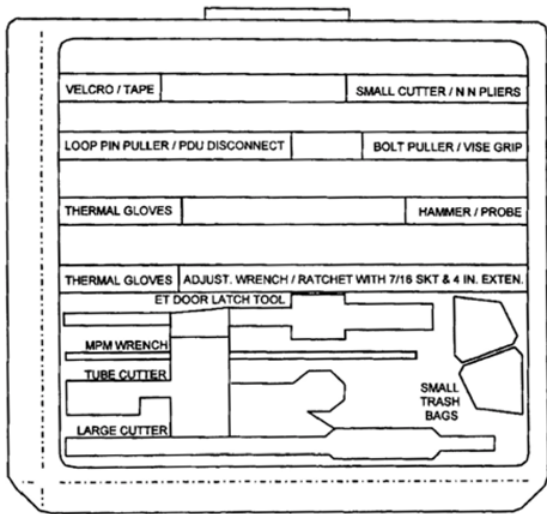 VELCRO / TAPE SMALL CUTTER / N N PLIERS
LOOP PIN PULLER / PDU DISCONNECT BOLT PULLER / VISE GRIP
THERMAL GLOVES HAMMER / PROBE
THERMAL GLOVES ADJUST. WRENCH / RATCHET WITH 7/16 SKT & 4 IN. EXTEN.
ET DOOR LATCH TOOL
MPM WRENCH
TUBE CUTTER
SMALL
TRASH
BAGS
LARGE CUTTER